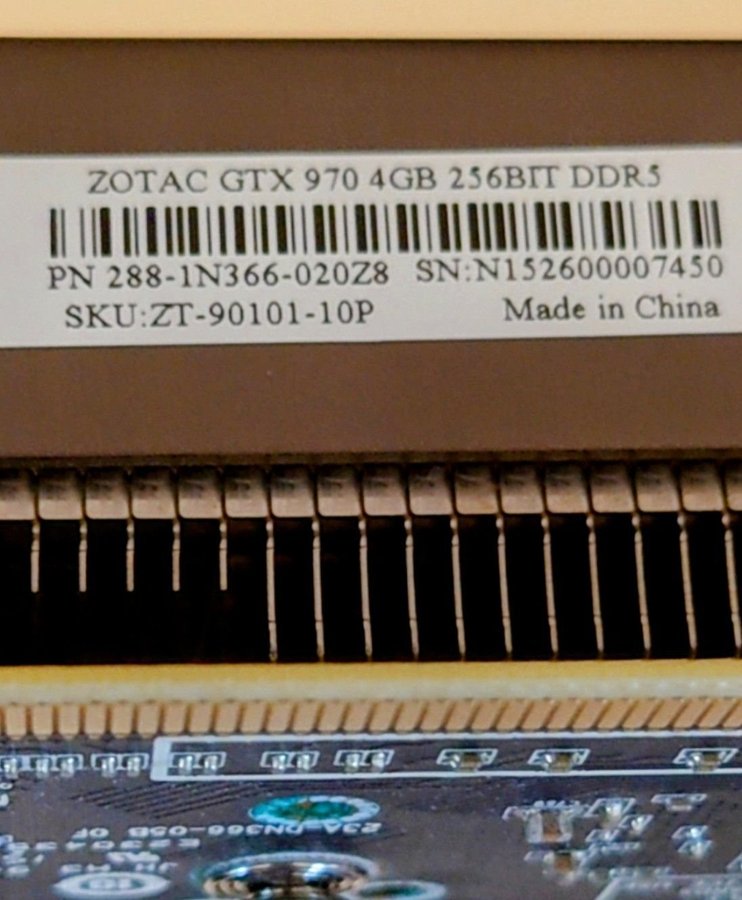 ZOTAC GTX 970 4GB 256BIT DDR5
PN 288-1N366-020Z8 SN:N152600007450
SKU:ZT-90101-10P Made in China